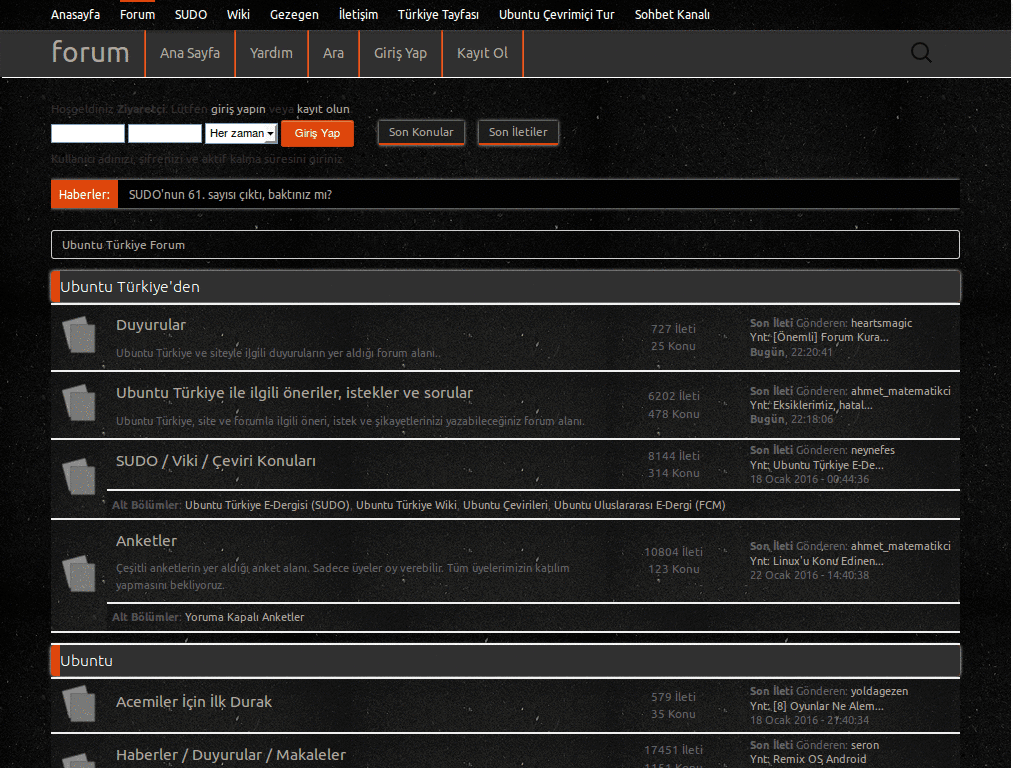 Anasayfa Forum SUDO Wiki Gezegen İletişim Türkiye Tayfası Ubuntu Çevrimiçi Tur Sohbet Kanalı
forum Ana Sayfa Yardım Ara Giriş Yap Kayıt Ol
Hoşgeldiniz Ziyaretçi. Lütfen giriş yapın veya kayıt olun.
Her zaman Giriş Yap Son Konular Son İletiler
Kullanıcı adınızı, şifrenizi ve aktif kalma süresini giriniz
Haberler: SUDO'nun 61. sayısı çıktı, baktınız mı?
Ubuntu Türkiye Forum
Ubuntu Türkiye'den
Duyurular
Ubuntu Türkiye ve siteyle ilgili duyuruların yer aldığı forum alanı..
727 İleti
25 Konu
Son İleti Gönderen: heartsmagic
Ynt: [Önemli] Forum Kura...
Bugün, 22:20:41
Ubuntu Türkiye ile ilgili öneriler, istekler ve sorular
Ubuntu Türkiye, site ve forumla ilgili öneri, istek ve şikayetlerinizi yazabileceğiniz forum alanı.
6202 İleti
478 Konu
Son İleti Gönderen: ahmet_matematikci
Ynt: Eksiklerimiz, hatal...
Bugün, 22:18:06
SUDO / Viki / Çeviri Konuları
8144 İleti
314 Konu
Son İleti Gönderen: neynefes
Ynt: Ubuntu Türkiye E-De...
18 Ocak 2016 - 00:44:36
Alt Bölümler: Ubuntu Türkiye E-Dergisi (SUDO), Ubuntu Türkiye Wiki, Ubuntu Çevirileri, Ubuntu Uluslararası E-Dergi (FCM)
Anketler
Çeşitli anketlerin yer aldığı anket alanı. Sadece üyeler oy verebilir. Tüm üyelerimizin katılım
yapmasını bekliyoruz.
10804 İleti
123 Konu
Son İleti Gönderen: ahmet_matematikci
Ynt: Linux'u Konu Edinen...
22 Ocak 2016 - 14:40:38
Alt Bölümler: Yoruma Kapalı Anketler
Ubuntu
Acemiler İçin İlk Durak
579 İleti
35 Konu
Son İleti Gönderen: yoldagezen
Ynt: [8] Oyunlar Ne Alem...
18 Ocak 2016 - 21:40:34
Haberler / Duyurular / Makaleler
17451 İleti
1151 Konu
Son İleti Gönderen: seron
Ynt: Remix OS Android